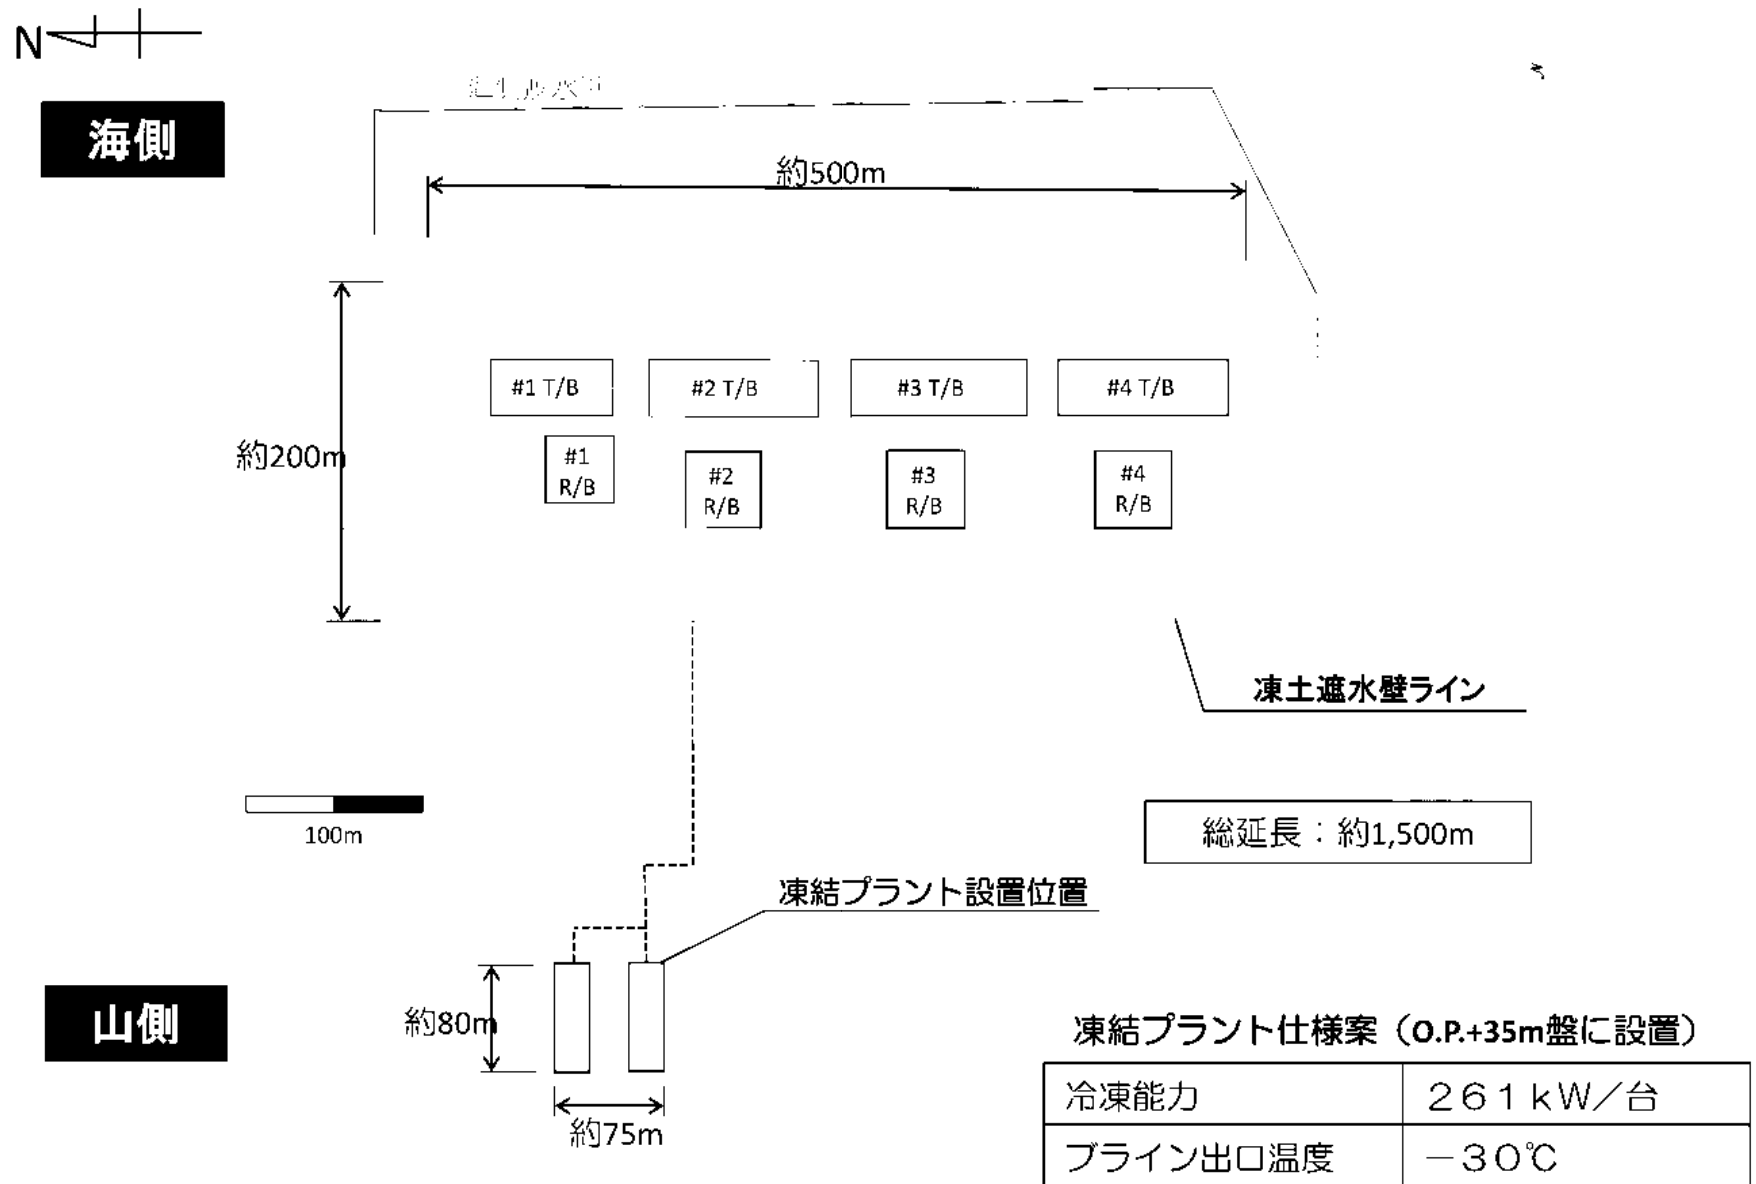 N
海側
約500m
#1 T/B
#2 T/B
#3 T/B
#4 T/B
約200m
#1
R/B
#2
R/B
#3
R/B
#4
R/B
凍土遮水壁ライン
100m
総延長：約1,500m
凍結プラント設置位置
山側
約80m
約75m
凍結プラント仕様案（O.P.+35m盤に設置）
冷凍能力 ２６１ｋＷ／台
ブライン出口温度 －３０℃